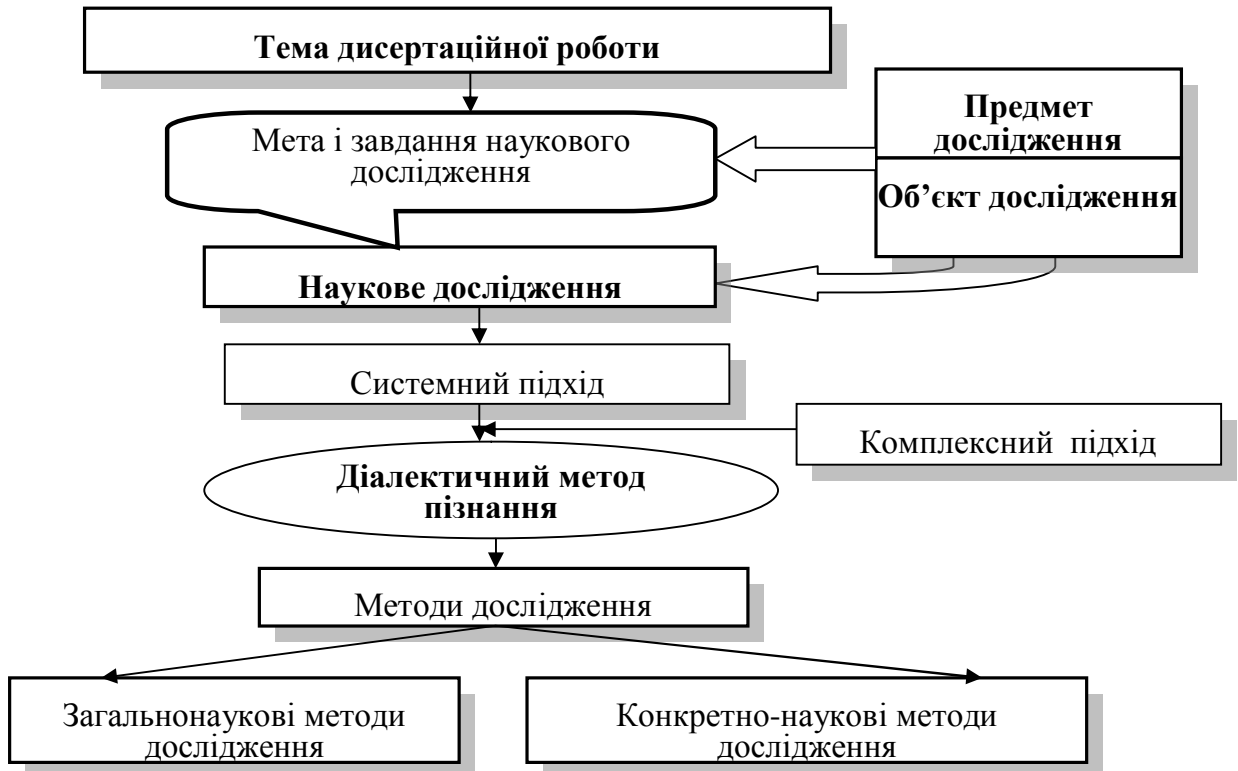 Тема дисертаційної роботи
Мета і завдання наукового
дослідження
Предмет
дослідження
Об’єкт дослідження
Наукове дослідження
Системний підхід
Комплексний підхід
Діалектичний метод
пізнання
Методи дослідження
Загальнонаукові методи
дослідження
Конкретно-наукові методи
дослідження